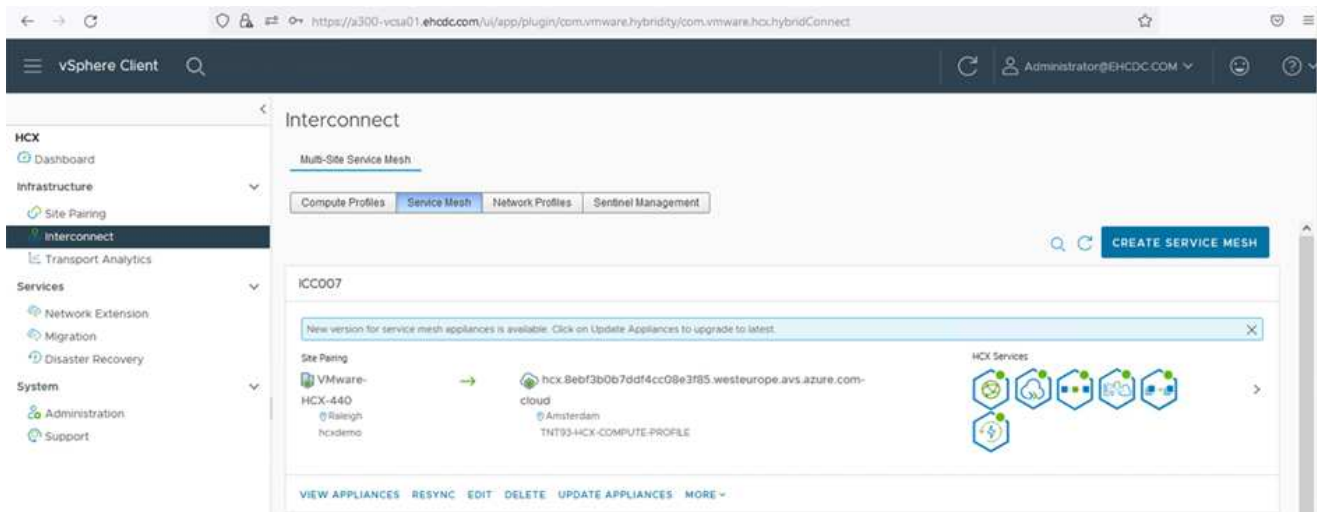 https://a300-vcsa01.ehcdc.com/ui/app/plugin/com.vmware.hybridity/com.vmware.hcx.hybridConnect
vSphere Client
Administrator@EHCDC.COM
HCX
Dashboard
Infrastructure
Site Pairing
Interconnect
Transport Analytics
Services
Network Extension
Migration
Disaster Recovery
System
Administration
Support
Interconnect
Multi-Site Service Mesh
Compute Profiles Service Mesh Network Profiles Sentinel Management
CREATE SERVICE MESH
ICC007
New version for service mesh appliances is available. Click on Update Appliances to upgrade to latest.
Site Pairing
VMware-
HCX-440
Raleigh
hcxdemo
hcx.8ebf3b0b7ddf4cc08e3f85.westeurope.avs.azure.com-
cloud
Amsterdam
TNT93-HCX-COMPUTE-PROFILE
HCX Services
VIEW APPLIANCES RESYNC EDIT DELETE UPDATE APPLIANCES MORE